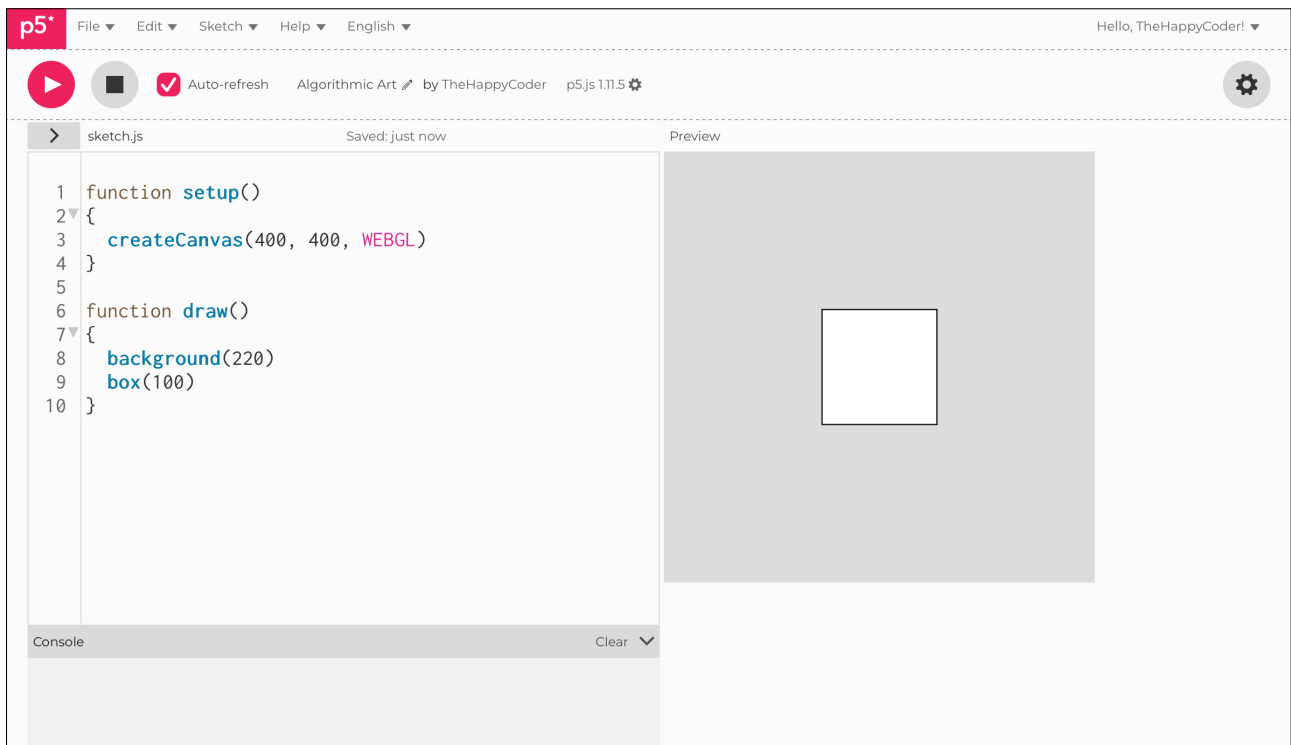 p5* File Edit Sketch Help English Hello, TheHappyCoder!
Auto-refresh Algorithmic Art by TheHappyCoder p5.js 1.11.5
sketch.js Saved: just now Preview
1 function setup()
2 {
3 createCanvas(400, 400, WEBGL)
4 }
5
6 function draw()
7 {
8 background(220)
9 box(100)
10 }
Console Clear